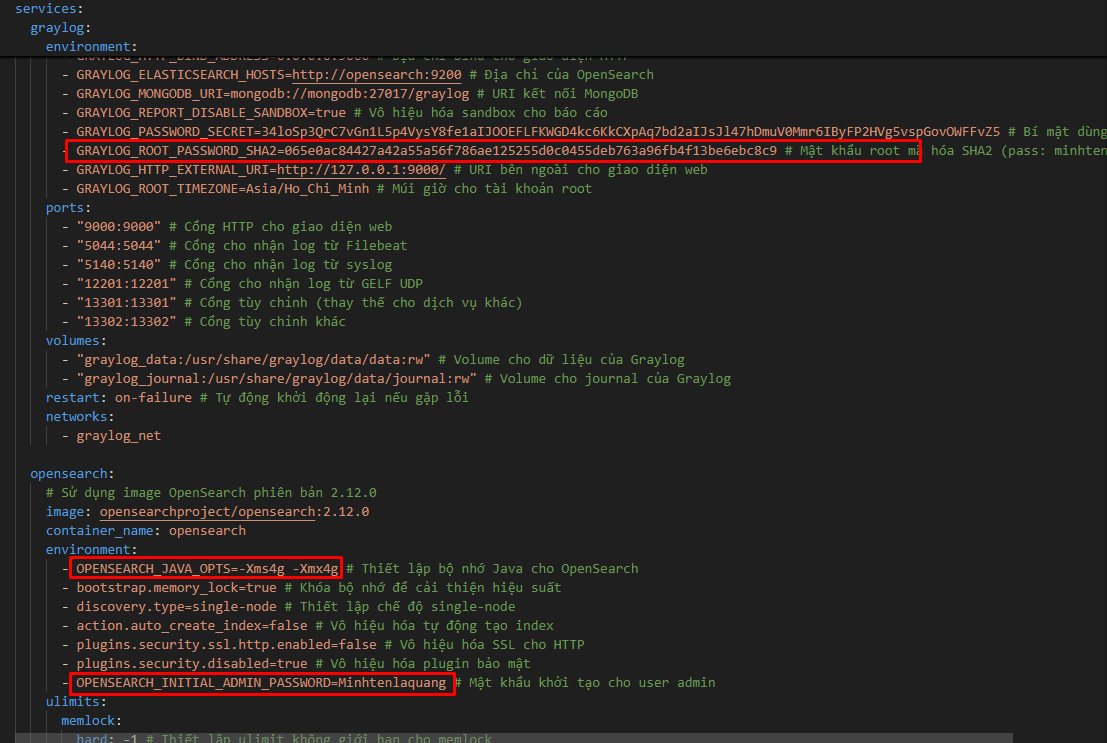 services:
graylog:
environment:
- GRAYLOG_HTTP_BIND_ADDRESS=0.0.0.0:9000 # Địa chỉ bind cho giao diện HTTP
- GRAYLOG_ELASTICSEARCH_HOSTS=http://opensearch:9200 # Địa chỉ của OpenSearch
- GRAYLOG_MONGODB_URI=mongodb://mongodb:27017/graylog # URI kết nối MongoDB
- GRAYLOG_REPORT_DISABLE_SANDBOX=true # Vô hiệu hóa sandbox cho báo cáo
- GRAYLOG_PASSWORD_SECRET=34loSp3QrC7vGn1L5p4VysY8fe1aIJOOEFLFKWGD4kc6KkCXpAq7bd2aIJsJl47hDmuV0Mmr6IByFP2HVg5vspGovOWFFvZ5 # Bí mật dùng
- GRAYLOG_ROOT_PASSWORD_SHA2=065e0ac84427a42a55a56f786ae125255d0c0455deb763a96fb4f13be6ebc8c9 # Mật khẩu root mã hóa SHA2 (pass: minhten
- GRAYLOG_HTTP_EXTERNAL_URI=http://127.0.0.1:9000/ # URI bên ngoài cho giao diện web
- GRAYLOG_ROOT_TIMEZONE=Asia/Ho_Chi_Minh # Múi giờ cho tài khoản root
ports:
- "9000:9000" # Cổng HTTP cho giao diện web
- "5044:5044" # Cổng cho nhận log từ Filebeat
- "5140:5140" # Cổng cho nhận log từ syslog
- "12201:12201" # Cổng cho nhận log từ GELF UDP
- "13301:13301" # Cổng tùy chỉnh (thay thế cho dịch vụ khác)
- "13302:13302" # Cổng tùy chỉnh khác
volumes:
- "graylog_data:/usr/share/graylog/data/data:rw" # Volume cho dữ liệu của Graylog
- "graylog_journal:/usr/share/graylog/data/journal:rw" # Volume cho journal của Graylog
restart: on-failure # Tự động khởi động lại nếu gặp lỗi
networks:
- graylog_net
opensearch:
# Sử dụng image OpenSearch phiên bản 2.12.0
image: opensearchproject/opensearch:2.12.0
container_name: opensearch
environment:
- OPENSEARCH_JAVA_OPTS=-Xms4g -Xmx4g # Thiết lập bộ nhớ Java cho OpenSearch
- bootstrap.memory_lock=true # Khóa bộ nhớ để cải thiện hiệu suất
- discovery.type=single-node # Thiết lập chế độ single-node
- action.auto_create_index=false # Vô hiệu hóa tự động tạo index
- plugins.security.ssl.http.enabled=false # Vô hiệu hóa SSL cho HTTP
- plugins.security.disabled=true # Vô hiệu hóa plugin bảo mật
- OPENSEARCH_INITIAL_ADMIN_PASSWORD=Minhtenlaquang # Mật khẩu khởi tạo cho user admin
ulimits:
memlock:
hard: -1 # Thiết lập ulimit không giới hạn cho memlock